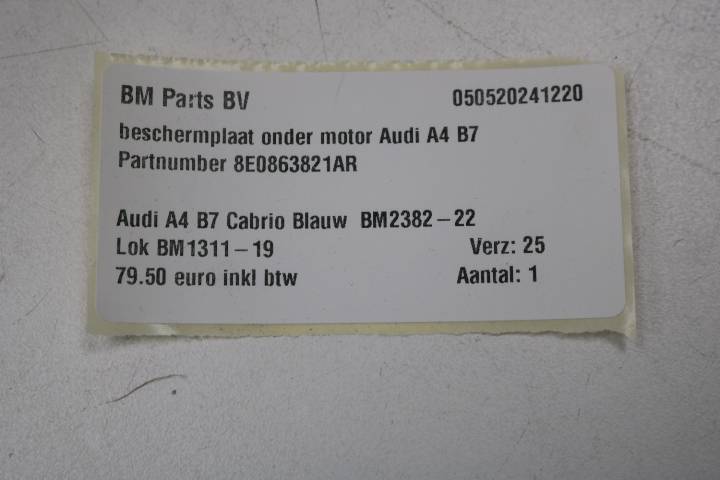 BM Parts BV 050520241220
beschermplaat onder motor Audi A4 B7
Partnumber 8E0863821AR
Audi A4 B7 Cabrio Blauw BM2382-22
Lok BM1311-19 Verz: 25
79.50 euro inkl btw Aantal: 1